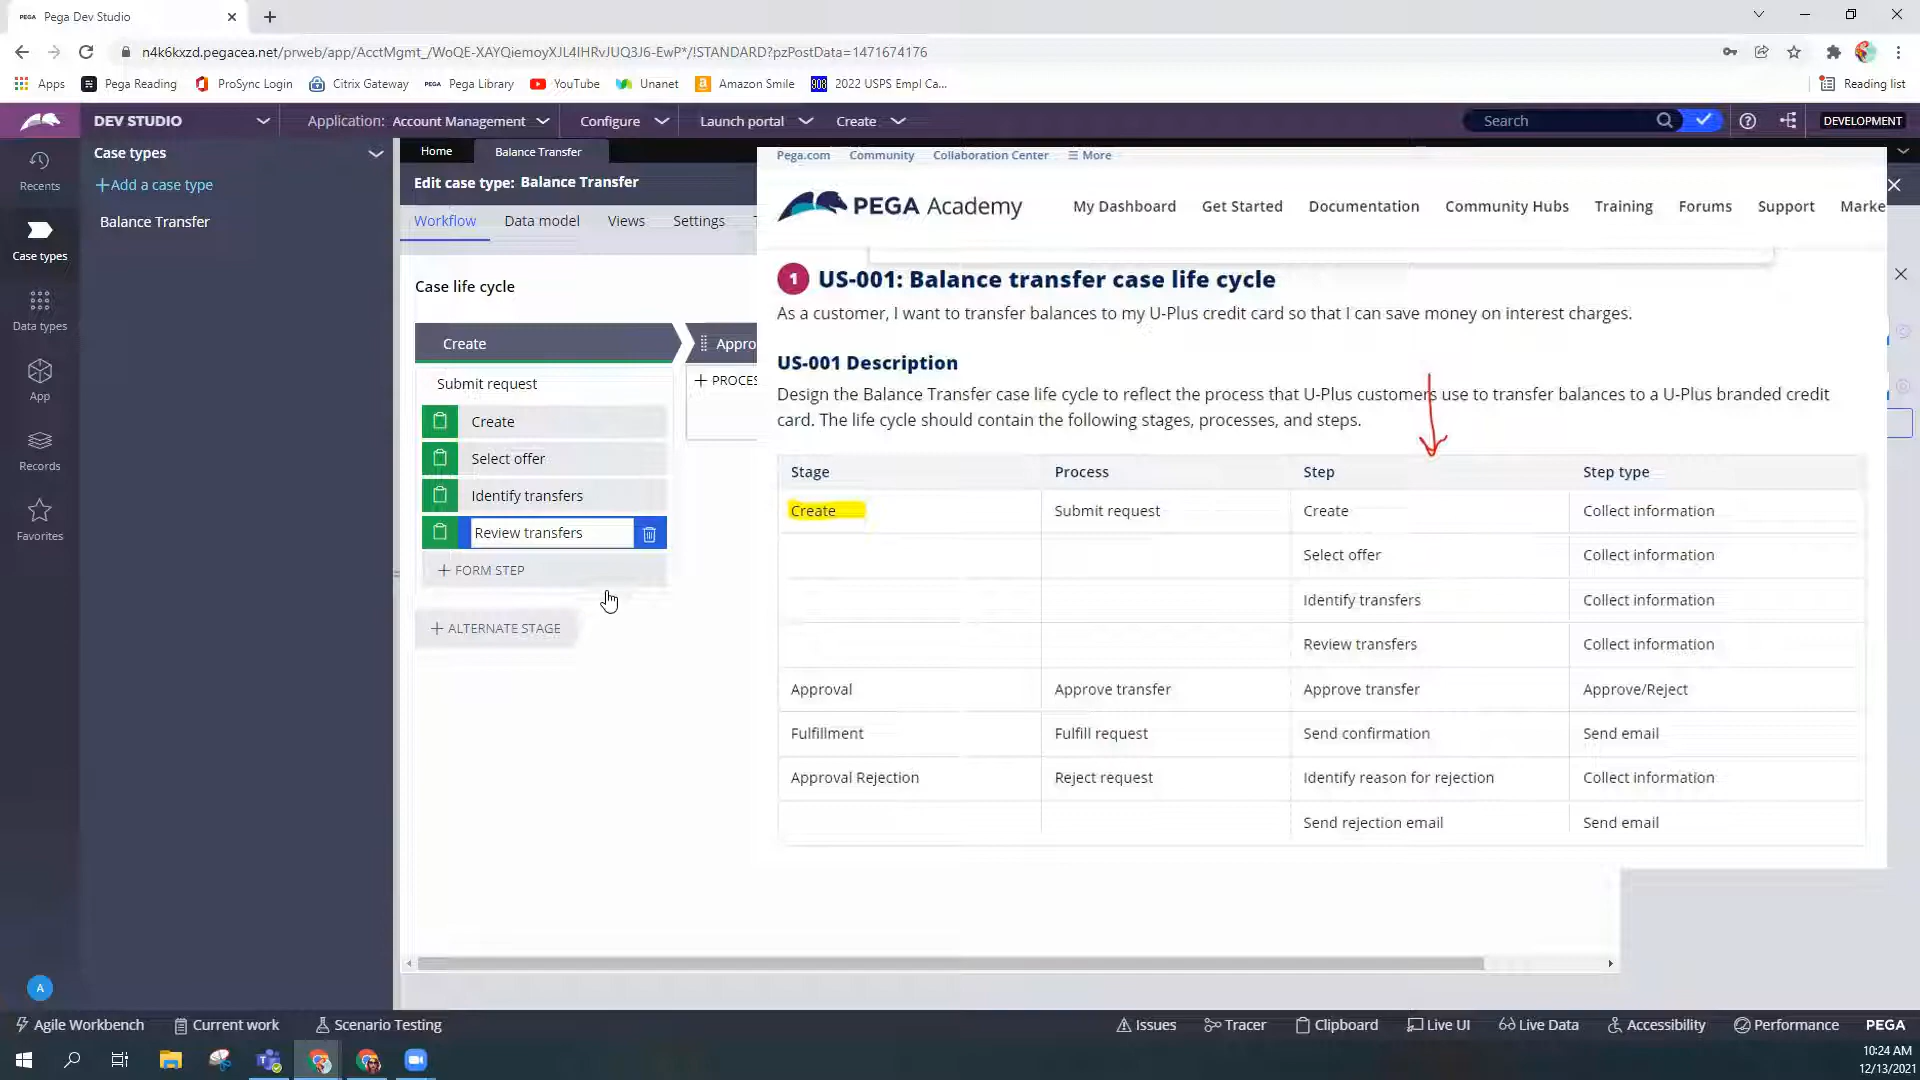 PEGA Pega Dev Studio
n4k6kxzd.pegacea.net/prweb/app/AcctMgmt_/WoQE-XAYQiemoyXJL4IHRvJUQ3J6-EwP*/!STANDARD?pzPostData=1471674176
Apps Pega Reading ProSync Login Citrix Gateway PEGA Pega Library YouTube Unanet Amazon Smile 2022 USPS Empl Ca... Reading list
DEV STUDIO Application: Account Management Configure Launch portal Create Search DEVELOPMENT
Recents
Case types
Data types
App
Records
Favorites
A
Case types
+Add a case type
Balance Transfer
Home Balance Transfer
Edit case type: Balance Transfer
Workflow Data model Views Settings
Case life cycle
Create Appro
Submit request + PROCES
Create
Select offer
Identify transfers
Review transfers
+ FORM STEP
+ ALTERNATE STAGE
Pega.com Community Collaboration Center More
PEGA Academy My Dashboard Get Started Documentation Community Hubs Training Forums Support Marke
1 US-001: Balance transfer case life cycle
As a customer, I want to transfer balances to my U-Plus credit card so that I can save money on interest charges.
US-001 Description
Design the Balance Transfer case life cycle to reflect the process that U-Plus customers use to transfer balances to a U-Plus branded credit
card. The life cycle should contain the following stages, processes, and steps.
Stage Process Step Step type
Create Submit request Create Collect information
Select offer Collect information
Identify transfers Collect information
Review transfers Collect information
Approval Approve transfer Approve transfer Approve/Reject
Fulfillment Fulfill request Send confirmation Send email
Approval Rejection Reject request Identify reason for rejection Collect information
Send rejection email Send email
Agile Workbench Current work Scenario Testing Issues Tracer Clipboard Live UI Live Data Accessibility Performance PEGA
10:24 AM
12/13/2021